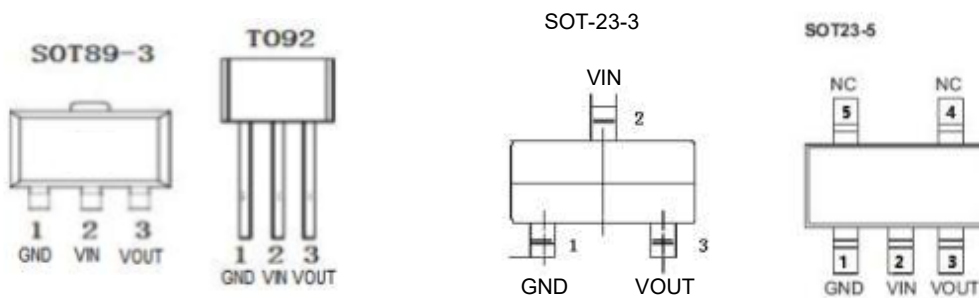 SOT89-3
1 2 3
GND VIN VOUT
TO92
1 2 3
GND VIN VOUT
SOT-23-3
VIN
2
1 3
GND VOUT
SOT23-5
NC NC
5 4
1 2 3
GND VIN VOUT